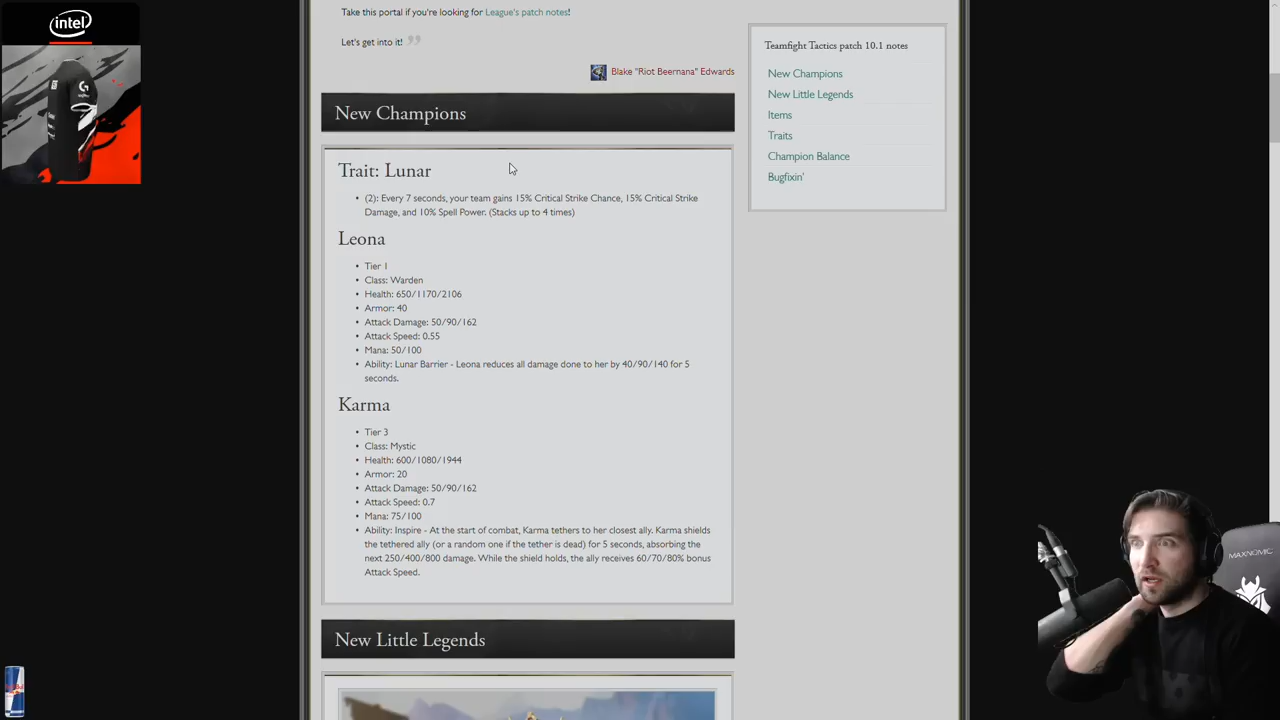 intel
G
Take this portal if you're looking for League's patch notes!
Let's get into it!
Blake "Riot Beernana" Edwards
New Champions
Trait: Lunar
• (2): Every 7 seconds, your team gains 15% Critical Strike Chance, 15% Critical Strike
Damage, and 10% Spell Power. (Stacks up to 4 times)
Leona
• Tier 1
• Class: Warden
• Health: 650/1170/2106
• Armor: 40
• Attack Damage: 50/90/162
• Attack Speed: 0.55
• Mana: 50/100
• Ability: Lunar Barrier - Leona reduces all damage done to her by 40/90/140 for 5
seconds.
Karma
• Tier 3
• Class: Mystic
• Health: 600/1080/1944
• Armor: 20
• Attack Damage: 50/90/162
• Attack Speed: 0.7
• Mana: 75/100
• Ability: Inspire - At the start of combat, Karma tethers to her closest ally. Karma shields
the tethered ally (or a random one if the tether is dead) for 5 seconds, absorbing the
next 250/400/800 damage. While the shield holds, the ally receives 60/70/80% bonus
Attack Speed.
New Little Legends
Teamfight Tactics patch 10.1 notes
New Champions
New Little Legends
Items
Traits
Champion Balance
Bugfixin'
MAXNOMIC